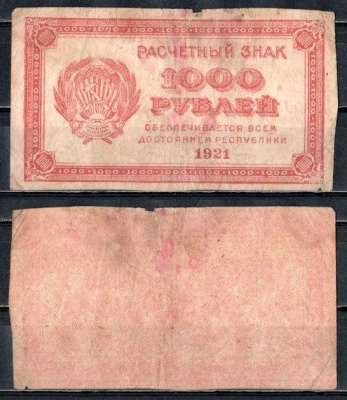 РАСЧЕТНЫЙ ЗНАК
1000
РУБЛЕЙ
ОБЕСПЕЧИВАЕТСЯ ВСЕМ
ДОСТОЯНИЕМ РЕСПУБЛИКИ
1921